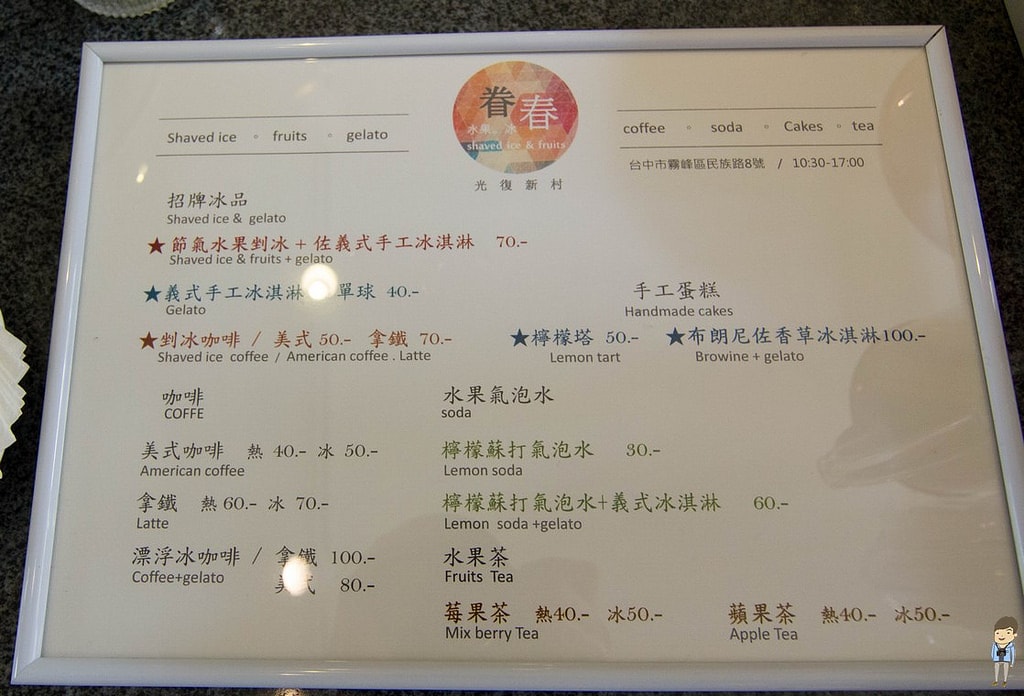 Shaved ice ◦ fruits ◦ gelato
眷春
水果、冰
shaved ice & fruits
光復新村
coffee ◦ soda ◦ Cakes ◦ tea
台中市霧峰區民族路8號 / 10:30-17:00
招牌冰品
Shaved ice & gelato
★節氣水果剉冰+佐義式手工冰淇淋 70.-
Shaved ice & fruits + gelato
★義式手工冰淇淋 單球 40.-
Gelato
★剉冰咖啡 / 美式 50.- 拿鐵 70.-
Shaved ice coffee / American coffee . Latte
手工蛋糕
Handmade cakes
★檸檬塔 50.- ★布朗尼佐香草冰淇淋100.-
Lemon tart Browine + gelato
咖啡
COFFE
美式咖啡 熱 40.- 冰 50.-
American coffee
拿鐵 熱 60.- 冰 70.-
Latte
漂浮冰咖啡 / 拿鐵 100.-
Coffee+gelato
美式 80.-
水果氣泡水
soda
檸檬蘇打氣泡水 30.-
Lemon soda
檸檬蘇打氣泡水+義式冰淇淋 60.-
Lemon soda +gelato
水果茶
Fruits Tea
莓果茶 熱40.- 冰50.- 蘋果茶 熱40.- 冰50.-
Mix berry Tea Apple Tea